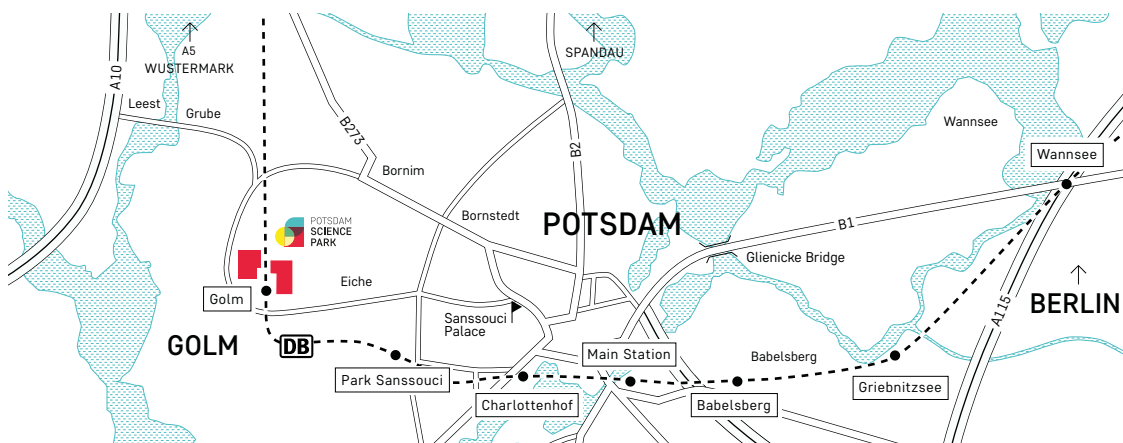 A5
WUSTERMARK
SPANDAU
A10
Leest
Grube
B273
B2
Wannsee
Wannsee
Bornim
Bornstedt
POTSDAM
SCIENCE
PARK
POTSDAM
B1
Glienicke Bridge
Eiche
Golm
Sanssouci
Palace
A115
BERLIN
GOLM
DB
Main Station
Babelsberg
Park Sanssouci
Griebnitzsee
Charlottenhof
Babelsberg